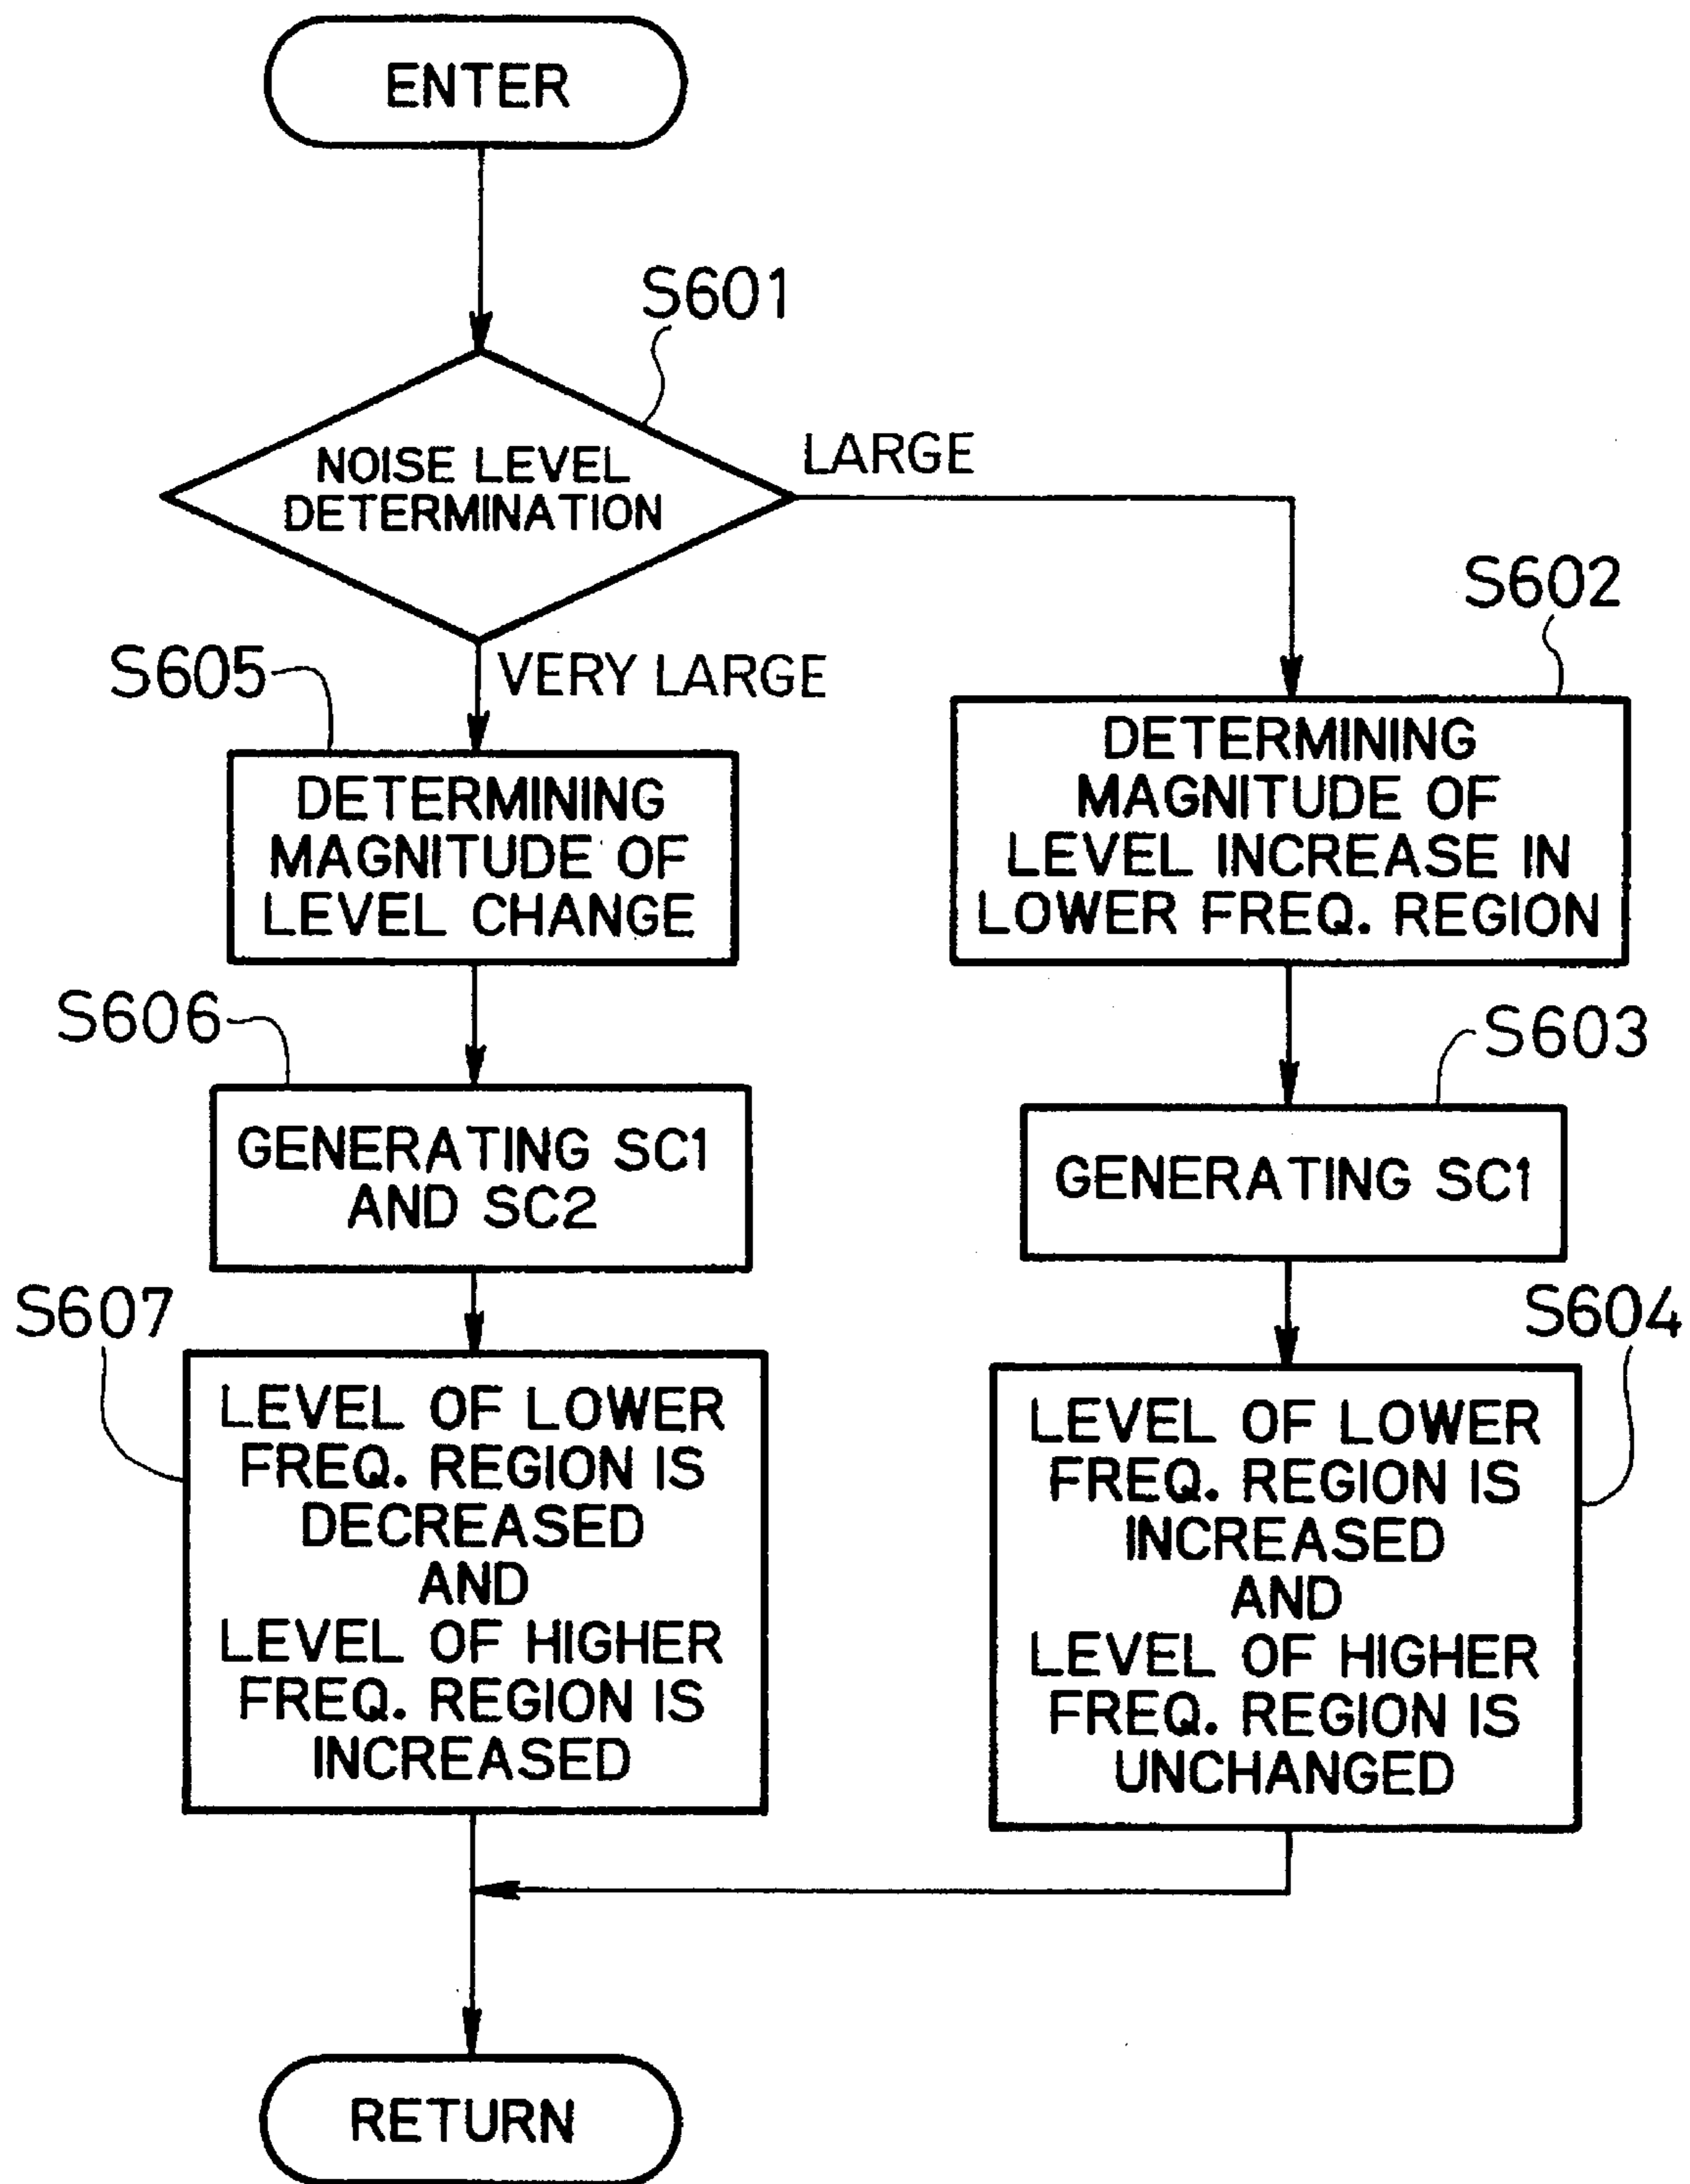 ENTER
S601
NOISE LEVEL
DETERMINATION
LARGE
VERY LARGE
S602
DETERMINING
MAGNITUDE OF
LEVEL INCREASE IN
LOWER FREQ. REGION
S605
DETERMINING
MAGNITUDE OF
LEVEL CHANGE
S603
GENERATING SC1
S606
GENERATING SC1
AND SC2
S604
LEVEL OF LOWER
FREQ. REGION IS
INCREASED
AND
LEVEL OF HIGHER
FREQ. REGION IS
UNCHANGED
S607
LEVEL OF LOWER
FREQ. REGION IS
DECREASED
AND
LEVEL OF HIGHER
FREQ. REGION IS
INCREASED
RETURN